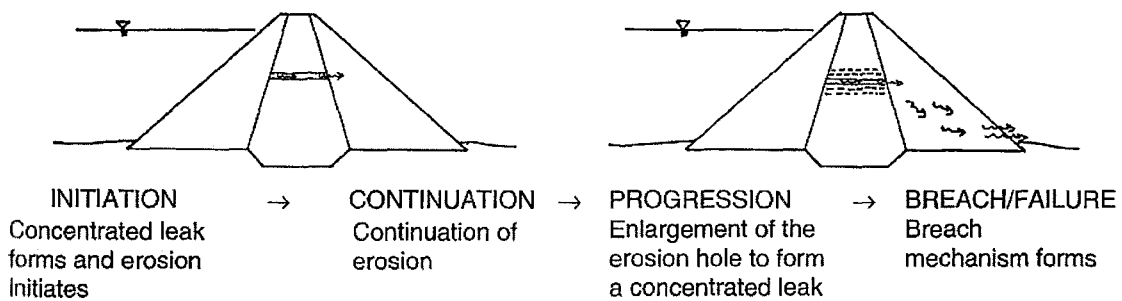 INITIATION → CONTINUATION → PROGRESSION → BREACH/FAILURE
Concentrated leak
forms and erosion
Initiates
Continuation of
erosion
Enlargement of the
erosion hole to form
a concentrated leak
Breach
mechanism forms